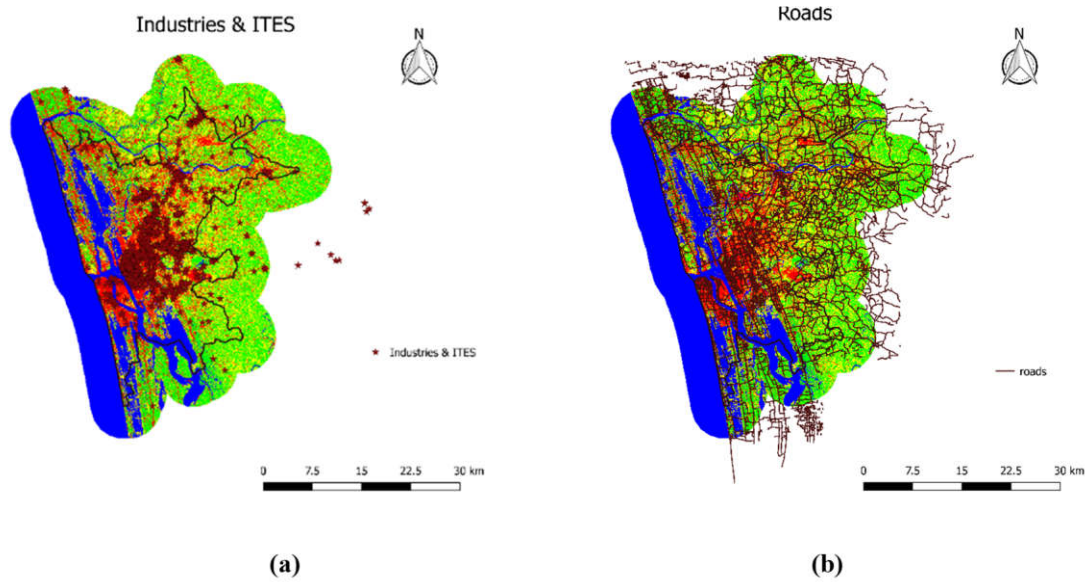 Industries & ITES
N
Industries & ITES
0 7.5 15 22.5 30 km
(a)
Roads
N
roads
0 7.5 15 22.5 30 km
(b)